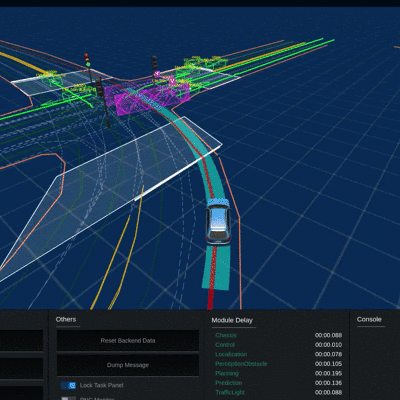 Others
Reset Backend Data
Dump Message
Lock Task Panel
Module Delay
Chassis 00:00.088
Control 00:00.010
Localization 00:00.078
PerceptionObstacle 00:00.105
Planning 00:00.195
Prediction 00:00.136
TrafficLight 00:00.088
Console